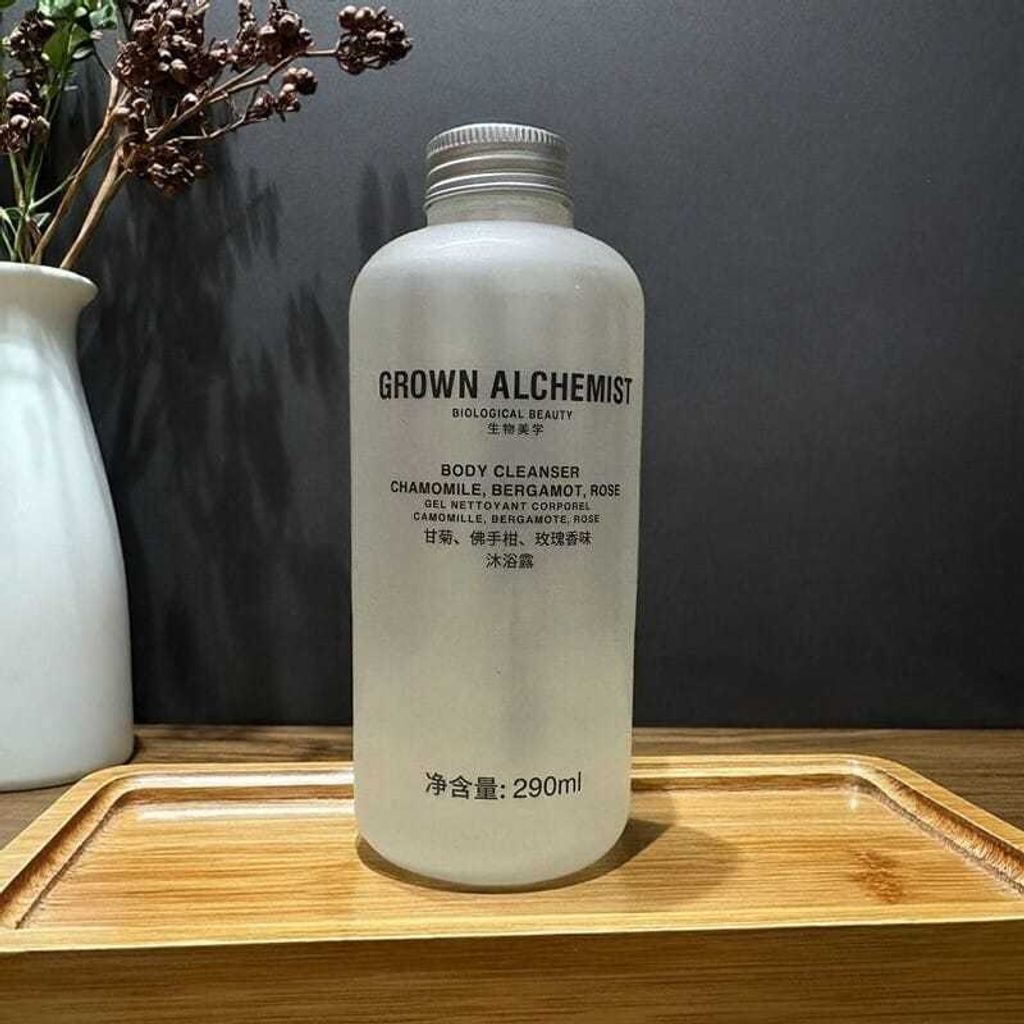 GROWN ALCHEMIST
BIOLOGICAL BEAUTY
生物美学
BODY CLEANSER
CHAMOMILE, BERGAMOT, ROSE
GEL NETTOYANT CORPOREL
CAMOMILLE, BERGAMOTE, ROSE
甘菊、佛手柑、玫瑰香味
沐浴露
净含量: 290ml